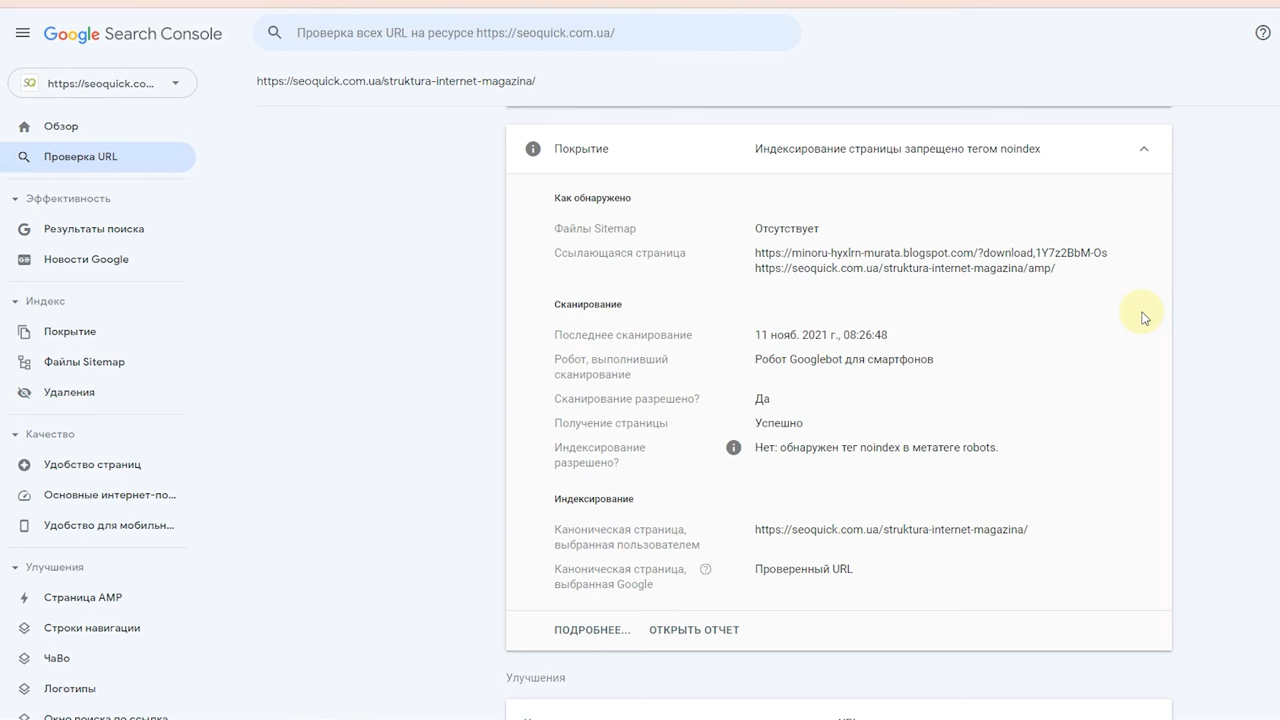 Google Search Console
Проверка всех URL на ресурсе https://seoquick.com.ua/
https://seoquick.co...
https://seoquick.com.ua/struktura-internet-magazina/
Обзор
Проверка URL
Эффективность
Результаты поиска
Новости Google
Индекс
Покрытие
Файлы Sitemap
Удаления
Качество
Удобство страниц
Основные интернет-по...
Удобство для мобильн...
Улучшения
Страница AMP
Строки навигации
ЧаВо
Логотипы
Окно поиска по ссылка
Покрытие
Индексирование страницы запрещено тегом noindex
Как обнаружено
Файлы Sitemap
Отсутствует
Ссылающаяся страница
https://minoru-hyxlrn-murata.blogspot.com/?download,1Y7z2BbM-Os
https://seoquick.com.ua/struktura-internet-magazina/amp/
Сканирование
Последнее сканирование
11 нояб. 2021 г., 08:26:48
Робот, выполнивший
сканирование
Робот Googlebot для смартфонов
Сканирование разрешено?
Да
Получение страницы
Успешно
Индексирование
разрешено?
Нет: обнаружен тег noindex в метатеге robots.
Индексирование
Каноническая страница,
выбранная пользователем
https://seoquick.com.ua/struktura-internet-magazina/
Каноническая страница,
выбранная Google
Проверенный URL
ПОДРОБНЕЕ...
ОТКРЫТЬ ОТЧЕТ
Улучшения